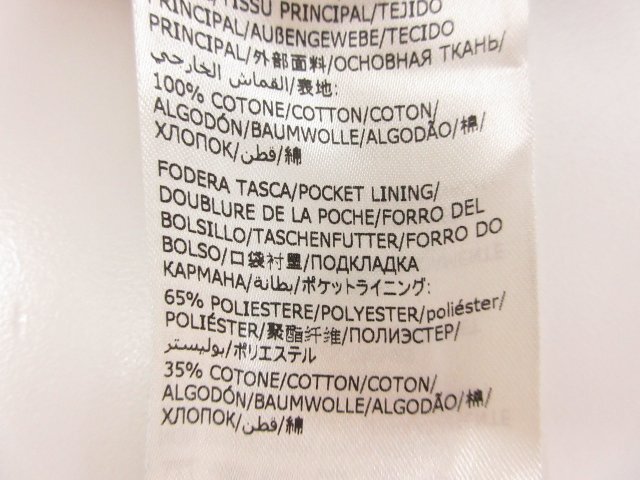 TISSU PRINCIPAL/TEJIDO
PRINCIPAL/AUßENGEWEBE/TECIDO
PRINCIPAL/外部面料/ОСНОВНАЯ ТКАНЬ/
القماش الخارجي/表地:
100% COTONE/COTTON/COTON/
ALGODÓN/BAUMWOLLE/ALGODÃO/棉/
ХЛОПОК/قطن/綿
FODERA TASCA/POCKET LINING/
DOUBLURE DE LA POCHE/FORRO DEL
BOLSILLO/TASCHENFUTTER/FORRO DO
BOLSO/口袋衬里/ПОДКЛАДКА
КАРМАНА/بطانة/ポケットライニング:
65% POLIESTERE/POLYESTER/poliéster/
POLIÉSTER/聚酯纤维/ПОЛИЭСТЕР/
بوليستر/ポリエステル
35% COTONE/COTTON/COTON/
ALGODÓN/BAUMWOLLE/ALGODÃO/棉/
ХЛОПОК/قطن/綿